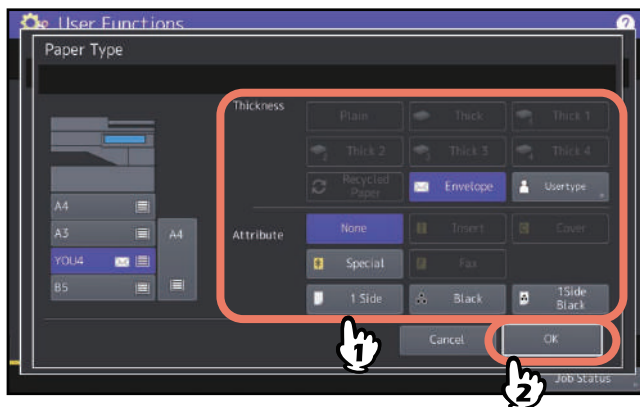 User Functions ?
Paper Type
Thickness
Plain
Thick
Thick 1
Thick 2
Thick 3
Thick 4
Recycled
Paper
Envelope
Usertype
Attribute
None
Insert
Cover
Special
Fax
1 Side
Black
1Side
Black
A4
A3
YOU4
B5
A4
Cancel
OK
Job Status
1
2